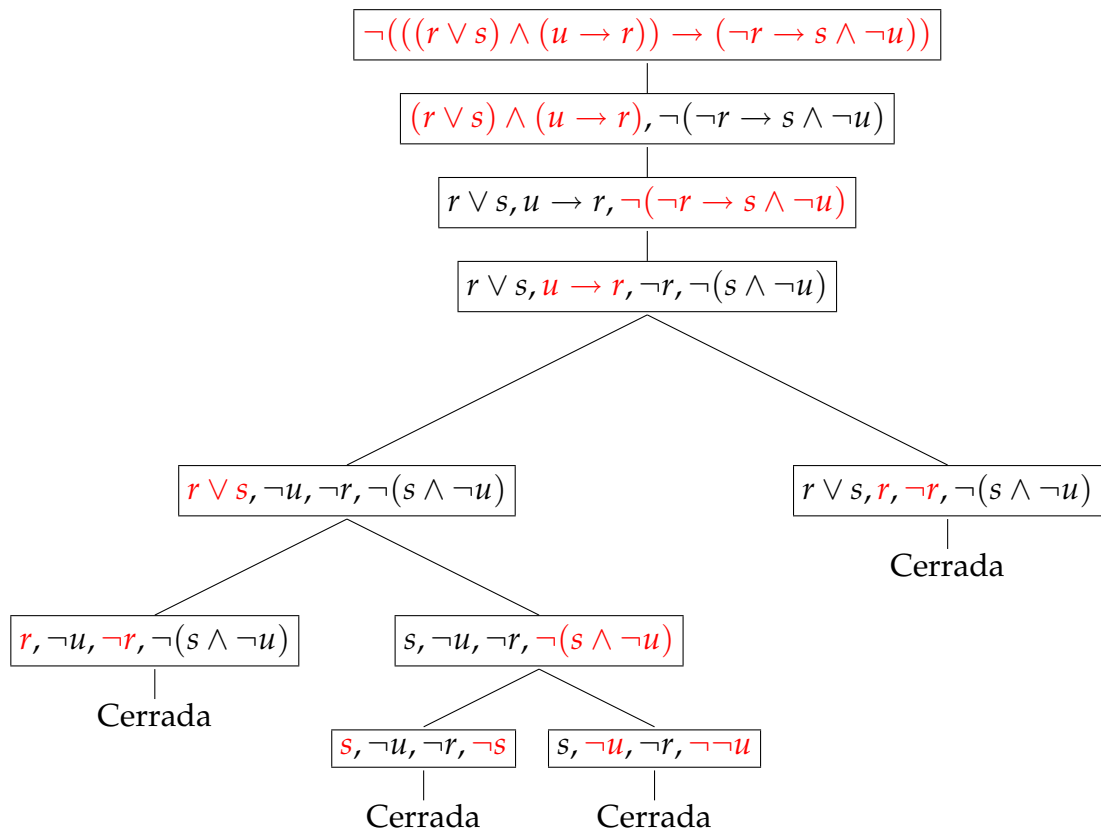 ¬(((r ∨ s) ∧ (u → r)) → (¬r → s ∧ ¬u))
(r ∨ s) ∧ (u → r), ¬(¬r → s ∧ ¬u)
r ∨ s, u → r, ¬(¬r → s ∧ ¬u)
r ∨ s, u → r, ¬r, ¬(s ∧ ¬u)
r ∨ s, ¬u, ¬r, ¬(s ∧ ¬u)
r ∨ s, r, ¬r, ¬(s ∧ ¬u)
Cerrada
r, ¬u, ¬r, ¬(s ∧ ¬u)
s, ¬u, ¬r, ¬(s ∧ ¬u)
Cerrada
s, ¬u, ¬r, ¬s
s, ¬u, ¬r, ¬¬u
Cerrada
Cerrada